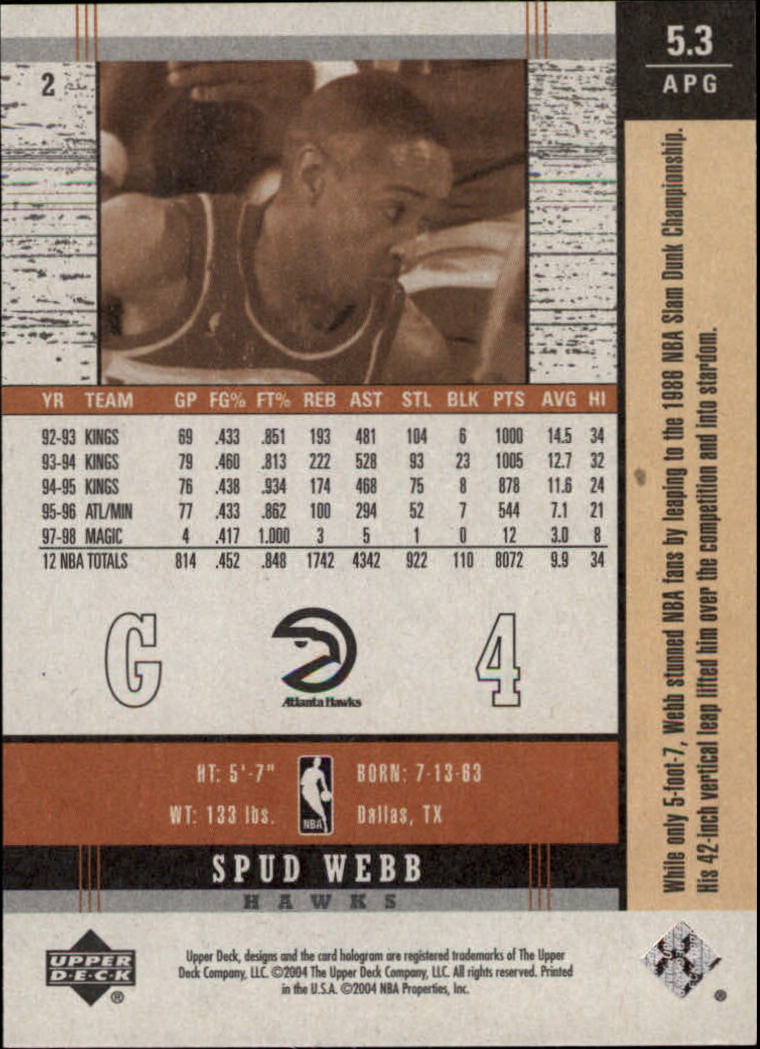 2
5.3
APG
While only 5-foot-7, Webb stunned NBA fans by leaping to the 1986 NBA Slam Dunk Championship.
His 42-inch vertical leap lifted him over the competition and into stardom.
YR TEAM GP FG% FT% REB AST STL BLK PTS AVG HI
92-93 KINGS 69 .433 .851 193 481 104 6 1000 14.5 34
93-94 KINGS 79 .460 .813 222 528 93 23 1005 12.7 32
94-95 KINGS 76 .438 .934 174 468 75 8 878 11.6 24
95-96 ATL/MIN 77 .433 .862 100 294 52 7 544 7.1 21
97-98 MAGIC 4 .417 1.000 3 5 1 0 12 3.0 8
12 NBA TOTALS 814 .452 .848 1742 4342 922 110 8072 9.9 34
G 4
Atlanta Hawks
HT: 5'-7" BORN: 7-13-63
WT: 133 lbs. NBA Dallas, TX
SPUD WEBB
HAWKS
UPPER
D·E·C·K
®
Upper Deck, designs and the card hologram are registered trademarks of The Upper
Deck Company, LLC. ©2004 The Upper Deck Company, LLC. All rights reserved. Printed
in the U.S.A. ©2004 NBA Properties, Inc.
®